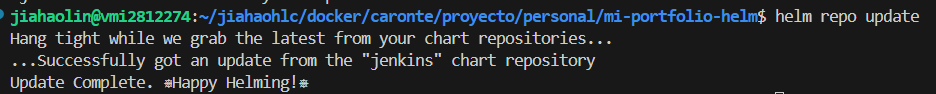 jiahaolin@vmi2812274:~/jiahaohlc/docker/caronte/proyecto/personal/mi-portfolio-helm$ helm repo update
Hang tight while we grab the latest from your chart repositories...
...Successfully got an update from the "jenkins" chart repository
Update Complete. ⎈Happy Helming!⎈